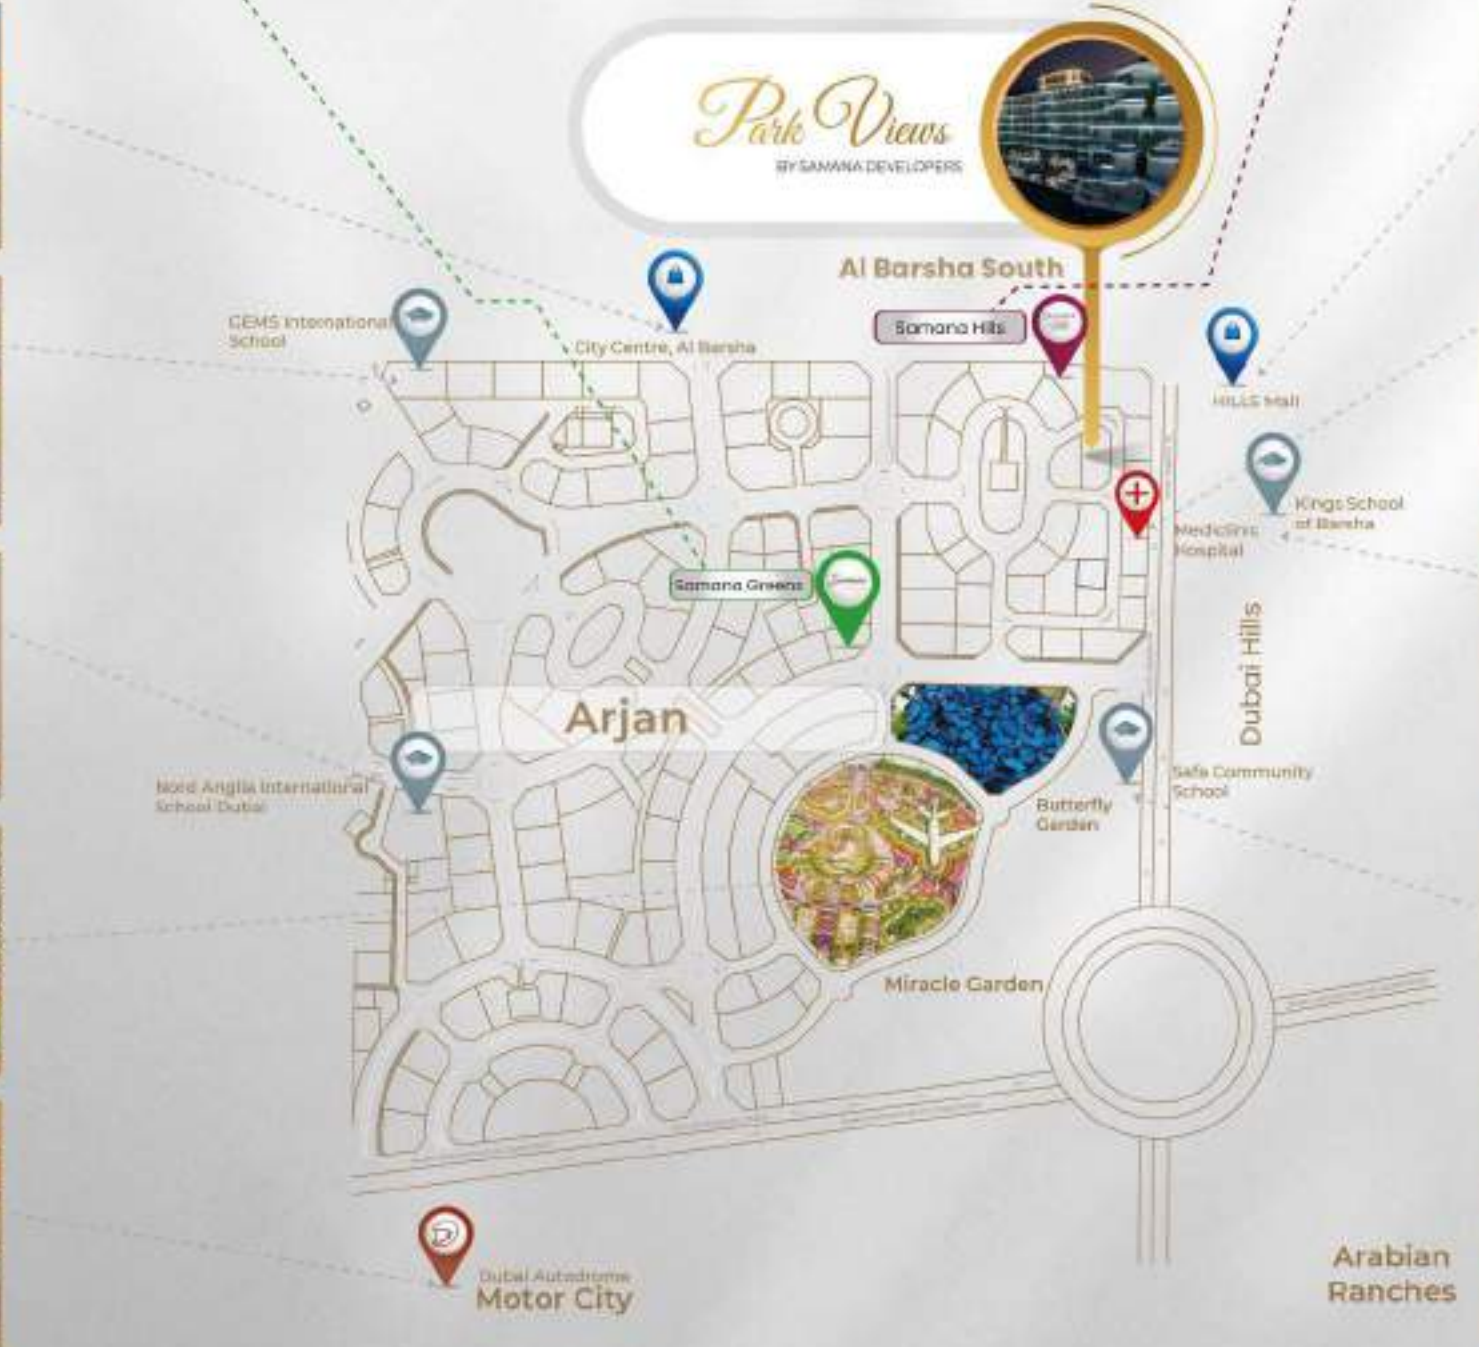 Park Views
BY SAMANA DEVELOPERS
Al Barsha South
GEMS International
School
City Centre, Al Barsha
Samana Hills
HILLS Mall
Kings School
of Barsha
Mediclinic
Hospital
Samana Greens
Dubai Hills
Arjan
Nord Anglia International
School Dubai
Safa Community
School
Butterfly
Garden
Miracle Garden
Dubai Autodrome
Motor City
Arabian
Ranches